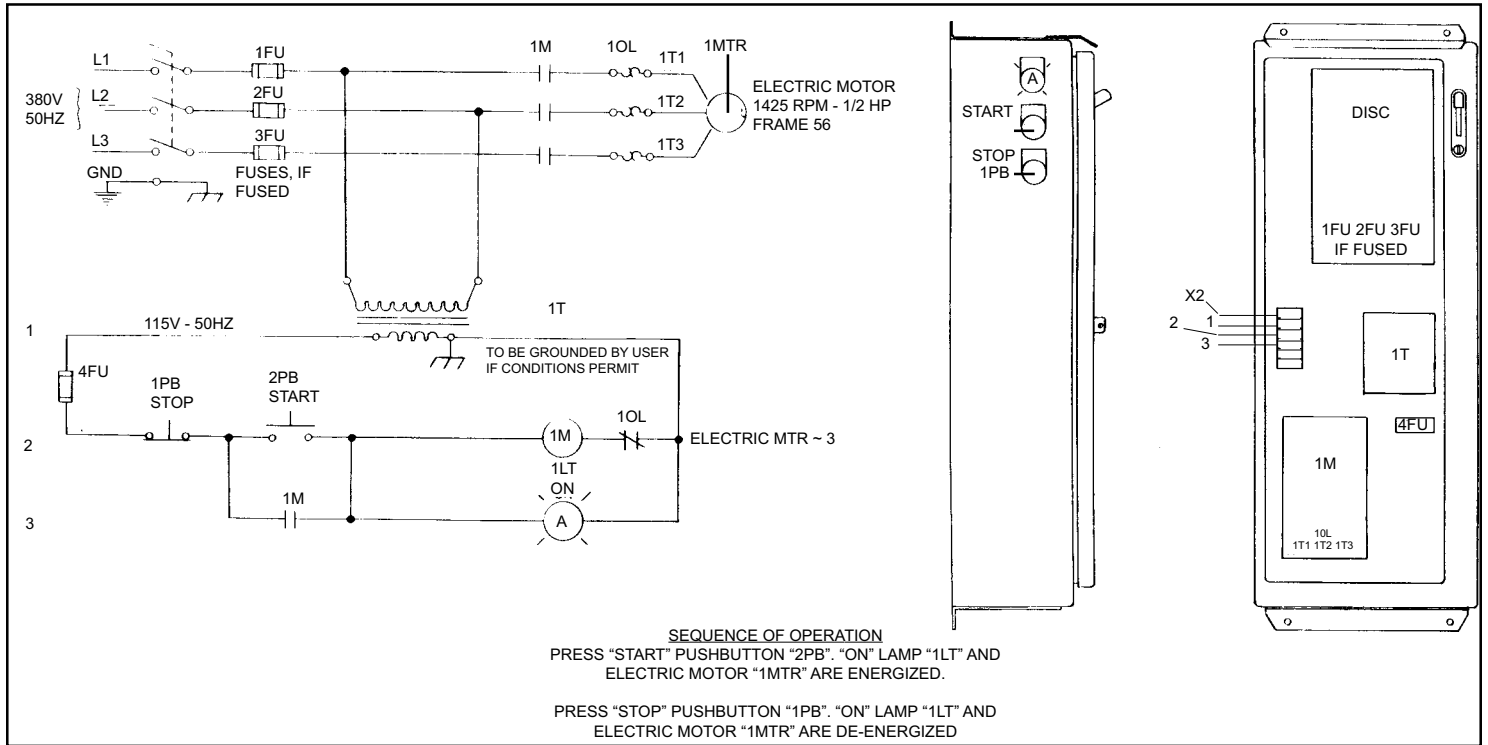 1FU
1M
1OL
1T1
1MTR
L1
380V
50HZ
L2
2FU
1T2
ELECTRIC MOTOR
1425 RPM - 1/2 HP
FRAME 56
L3
3FU
1T3
GND
FUSES, IF
FUSED
1
115V - 50HZ
1T
TO BE GROUNDED BY USER
IF CONDITIONS PERMIT
4FU
1PB
STOP
2PB
START
2
1M
1OL
ELECTRIC MTR ~ 3
1LT
ON
3
1M
A
A
START
STOP
1PB
DISC
1FU 2FU 3FU
IF FUSED
X2
1
2
3
1T
4FU
1M
10L
1T1 1T2 1T3
SEQUENCE OF OPERATION
PRESS “START” PUSHBUTTON “2PB”. “ON” LAMP “1LT” AND
ELECTRIC MOTOR “1MTR” ARE ENERGIZED.
PRESS “STOP” PUSHBUTTON “1PB”. “ON” LAMP “1LT” AND
ELECTRIC MOTOR “1MTR” ARE DE-ENERGIZED